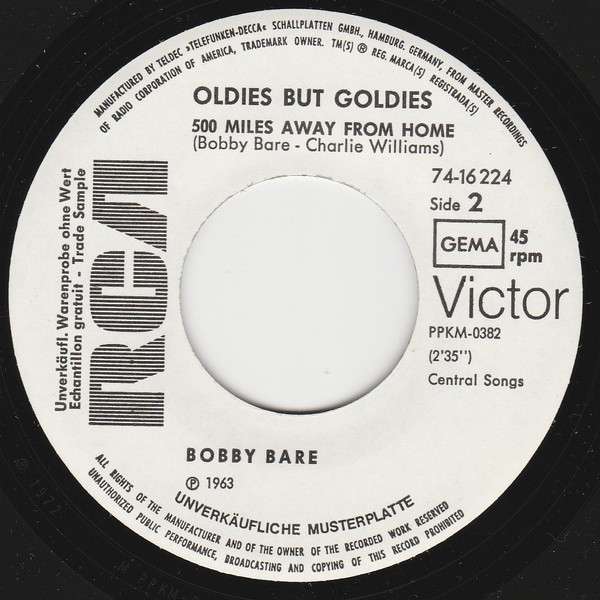 MANUFACTURED BY TELDEC »TELEFUNKEN-DECCA« SCHALLPLATTEN GMBH., HAMBURG. GERMANY, FROM MASTER RECORDINGS
OF RADIO CORPORATION OF AMERICA, TRADEMARK OWNER. TM(S) ® REG. MARCA(S) REGISTRADA(S)
OLDIES BUT GOLDIES
500 MILES AWAY FROM HOME
(Bobby Bare - Charlie Williams)
74-16 224
Side 2
GEMA
45
rpm
Victor
PPKM-0382
(2'35'')
Central Songs
RCA
Unverkäufl. Warenprobe ohne Wert
Echantillon gratuit - Trade Sample
BOBBY BARE
℗ 1963
UNVERKÄUFLICHE MUSTERPLATTE
ALL RIGHTS OF THE MANUFACTURER AND OF THE OWNER OF THE RECORDED WORK RESERVED
UNAUTHORIZED PUBLIC PERFORMANCE, BROADCASTING AND COPYING OF THIS RECORD PROHIBITED